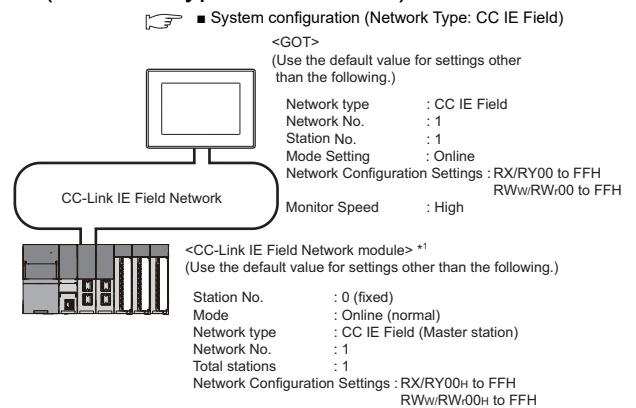 ■ System configuration (Network Type: CC IE Field)
<GOT>
(Use the default value for settings other
than the following.)
Network type : CC IE Field
Network No. : 1
Station No. : 1
Mode Setting : Online
Network Configuration Settings : RX/RY00 to FFH
RWw/RWr00 to FFH
Monitor Speed : High
CC-Link IE Field Network
<CC-Link IE Field Network module> *1
(Use the default value for settings other than the following.)
Station No. : 0 (fixed)
Mode : Online (normal)
Network type : CC IE Field (Master station)
Network No. : 1
Total stations : 1
Network Configuration Settings : RX/RY00H to FFH
RWw/RWr00H to FFH